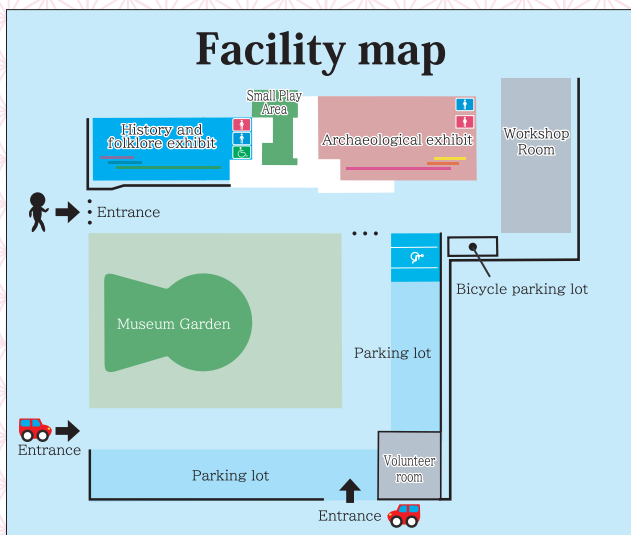 Facility map
Small Play
Area
History and
folklore exhibit
Archaeological exhibit
Workshop
Room
Entrance
Bicycle parking lot
Museum Garden
Parking lot
Entrance
Parking lot
Volunteer
room
Entrance